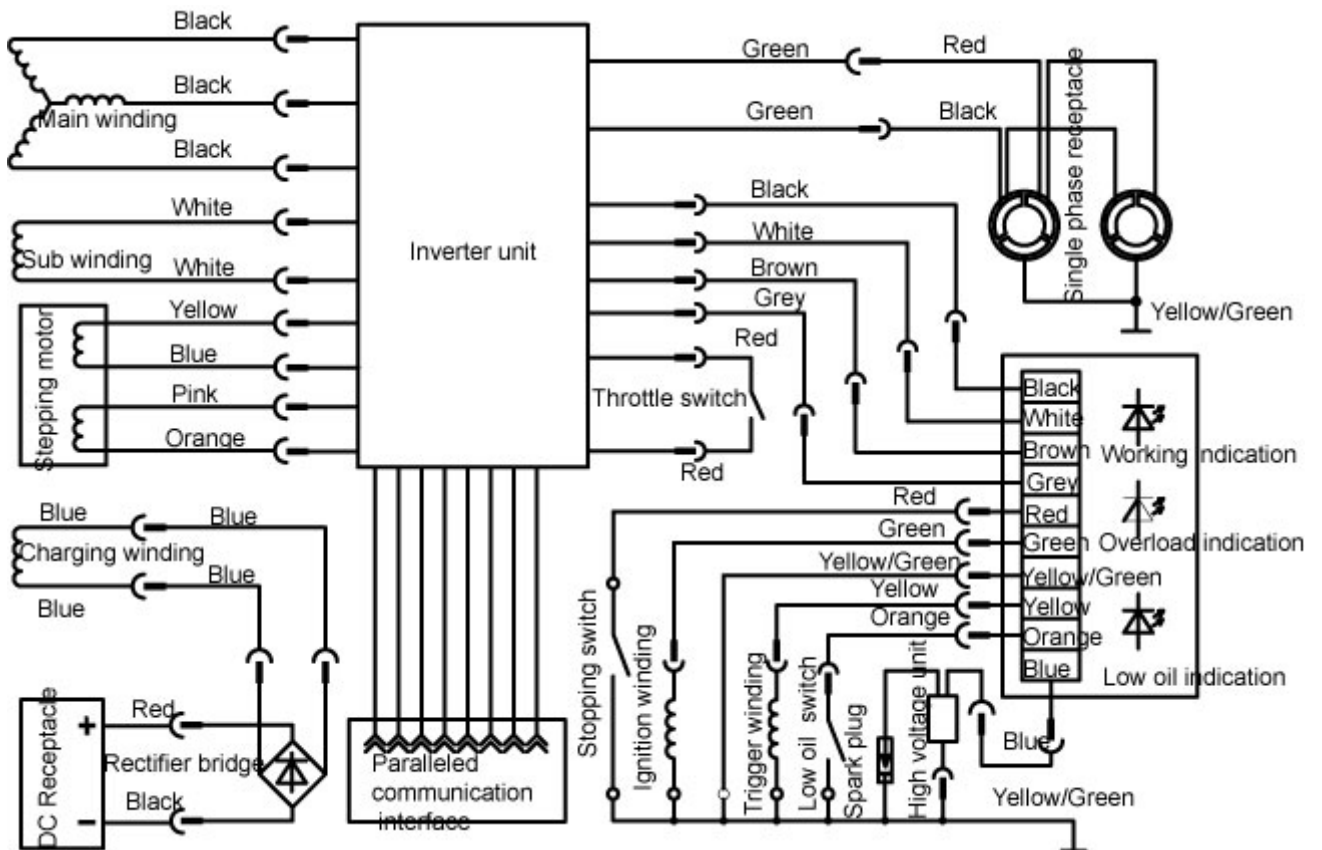 Black
Black
Main winding
Black
White
Sub winding
White
Stepping motor
Yellow
Blue
Pink
Orange
Blue
Blue
Charging winding
Blue
Blue
DC Receptacle
+
Red
Rectifier bridge
Black
−
Inverter unit
Paralleled
communication
interface
Green
Red
Green
Black
Single phase receptacle
Yellow/Green
Black
White
Brown
Grey
Red
Throttle switch
Red
Black
White
Brown
Grey
Red
Green
Yellow/Green
Yellow
Orange
Blue
Working indication
Overload indication
Low oil indication
Red
Green
Yellow/Green
Yellow
Orange
Stopping switch
Ignition winding
Trigger winding
Low oil switch
Spark plug
High voltage unit
Blue
Yellow/Green